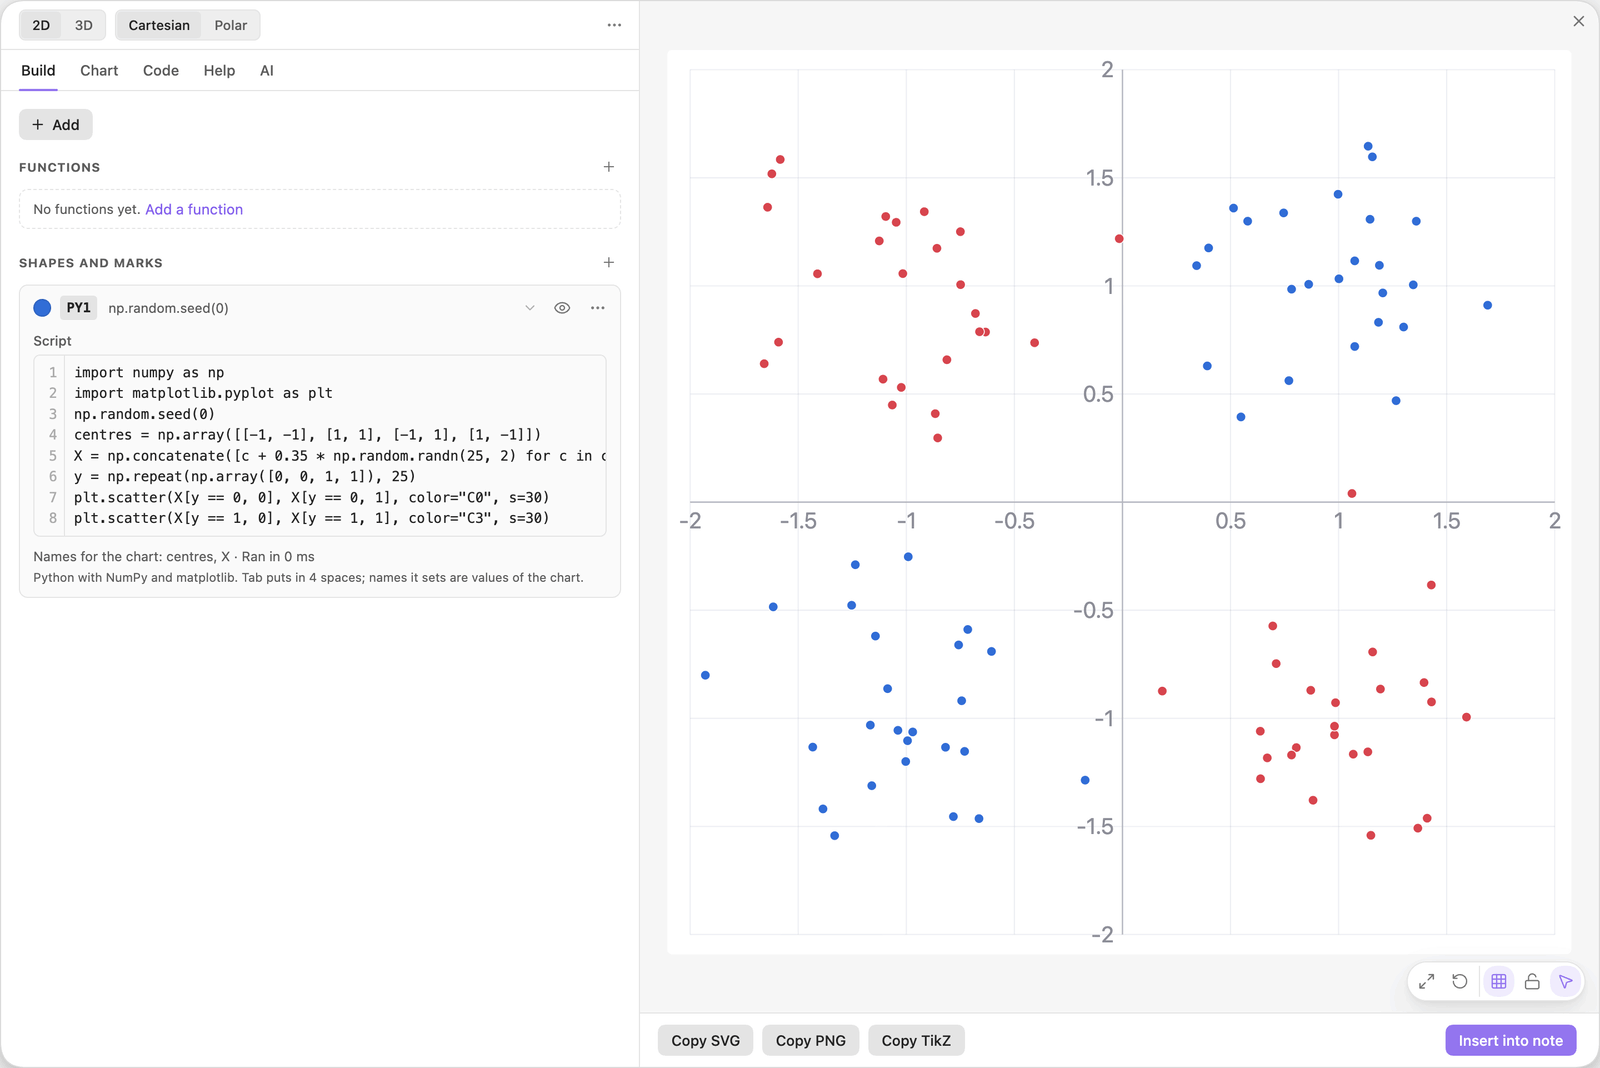 2D 3D Cartesian Polar
Build Chart Code Help AI
+ Add
FUNCTIONS
No functions yet. Add a function
SHAPES AND MARKS
PY1 np.random.seed(0)
Script
1 import numpy as np
2 import matplotlib.pyplot as plt
3 np.random.seed(0)
4 centres = np.array([[-1, -1], [1, 1], [-1, 1], [1, -1]])
5 X = np.concatenate([c + 0.35 * np.random.randn(25, 2) for c in c
6 y = np.repeat(np.array([0, 0, 1, 1]), 25)
7 plt.scatter(X[y == 0, 0], X[y == 0, 1], color="C0", s=30)
8 plt.scatter(X[y == 1, 0], X[y == 1, 1], color="C3", s=30)
Names for the chart: centres, X · Ran in 0 ms
Python with NumPy and matplotlib. Tab puts in 4 spaces; names it sets are values of the chart.
2
1.5
1
0.5
-2 -1.5 -1 -0.5 0.5 1 1.5 2
-0.5
-1
-1.5
-2
Copy SVG Copy PNG Copy TikZ Insert into note